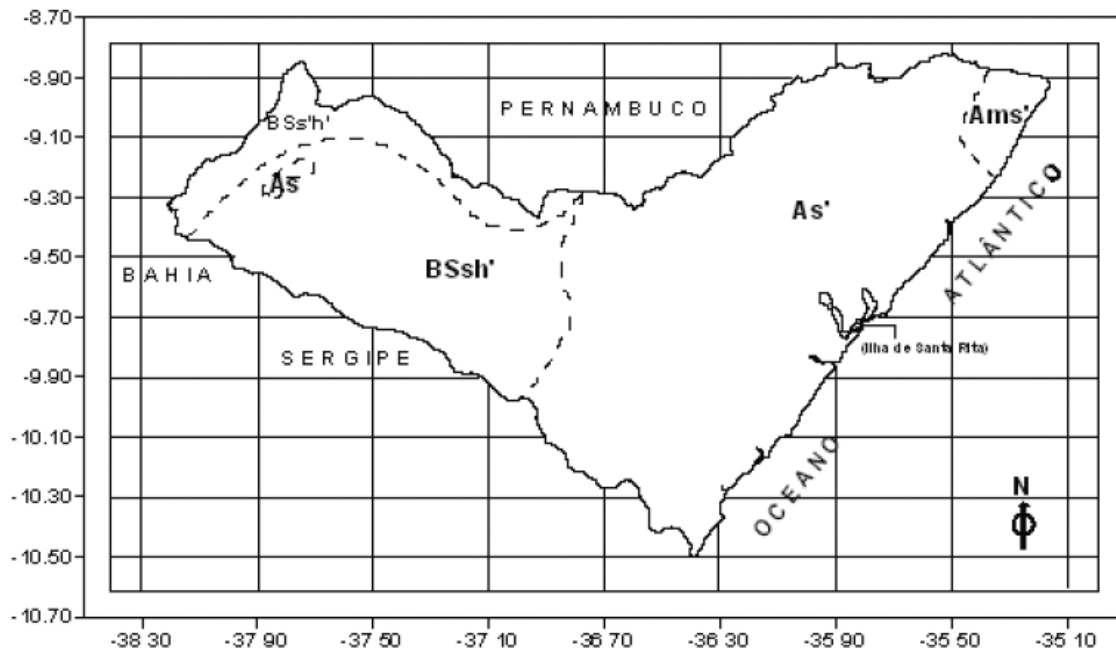 -8.70
-8.90
-9.10
-9.30
-9.50
-9.70
-9.90
-10.10
-10.30
-10.50
-10.70
PERNAMBUCO
BSs'h'
Ams'
As
As'
BSsh'
BAHIA
SERGIPE
(Ilha de Santa Rita)
OCEANO ATLÂNTICO
N
-38 30
-37 90
-37 50
-37 10
-36 70
-36 30
-35 90
-35 50
-35 10